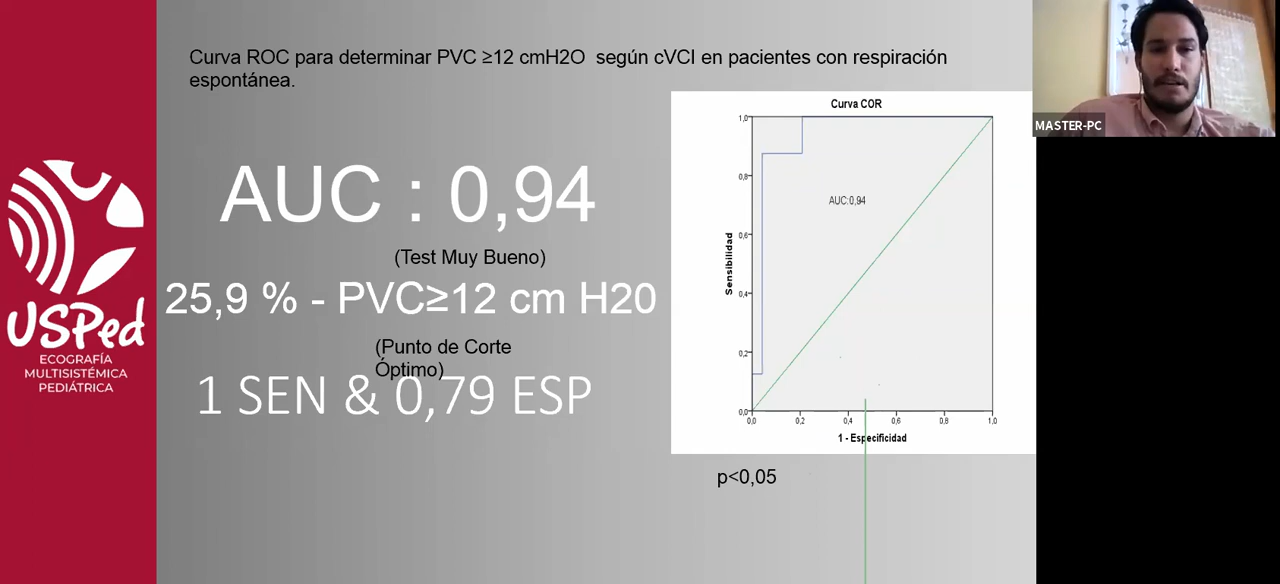 Curva ROC para determinar PVC ≥12 cmH2O según cVCI en pacientes con respiración
espontánea.
AUC : 0,94
(Test Muy Bueno)
25,9 % - PVC≥12 cm H20
(Punto de Corte
Óptimo)
1 SEN & 0,79 ESP
USPed
ECOGRAFÍA
MULTISISTÉMICA
PEDIÁTRICA
Curva COR
1,0
0,8
0,6
0,4
0,2
0,0
Sensibilidad
AUC:0,94
0,0 0,2 0,4 0,6 0,8 1,0
1 - Especificidad
p<0,05
MASTER-PC